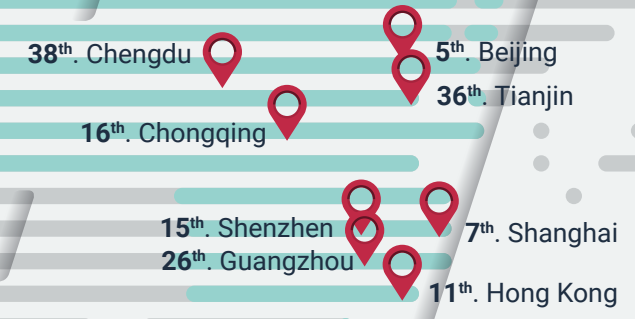 38th. Chengdu
5th. Beijing
36th. Tianjin
16th. Chongqing
15th. Shenzhen
7th. Shanghai
26th. Guangzhou
11th. Hong Kong